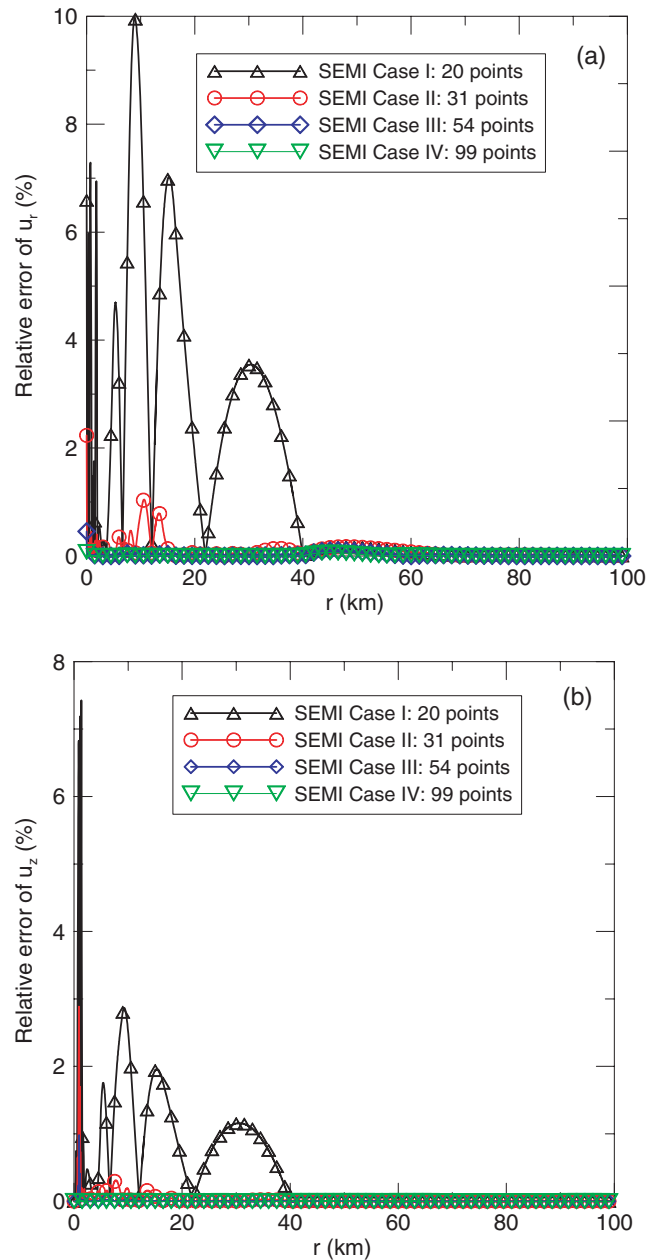 10
(a)
SEMI Case I: 20 points
SEMI Case II: 31 points
SEMI Case III: 54 points
SEMI Case IV: 99 points
8
6
4
2
0
Relative error of u_r (%)
0 20 40 60 80 100
r (km)
8
(b)
SEMI Case I: 20 points
SEMI Case II: 31 points
SEMI Case III: 54 points
SEMI Case IV: 99 points
6
4
2
0
Relative error of u_z (%)
0 20 40 60 80 100
r (km)